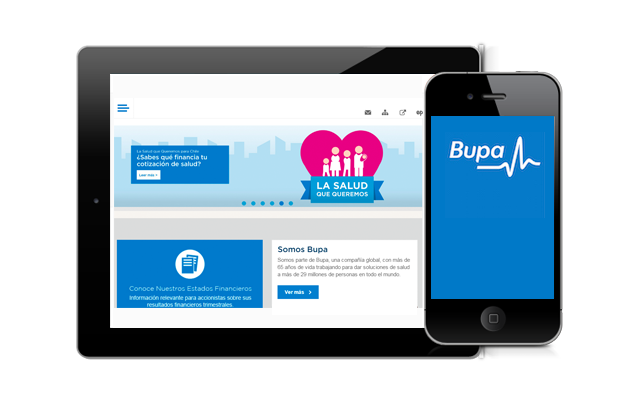 La Salud que Queremos para Chile
¿Sabes qué financia tu
cotización de salud?
Leer más >
LA SALUD
QUE QUEREMOS
Conoce Nuestros Estados Financieros
Información relevante para accionistas sobre sus
resultados financieros trimestrales.
Somos Bupa
Somos parte de Bupa, una compañía global, con más de
65 años de vida trabajando para dar soluciones de salud
a más de 29 millones de personas en todo el mundo.
Ver más
Bupa